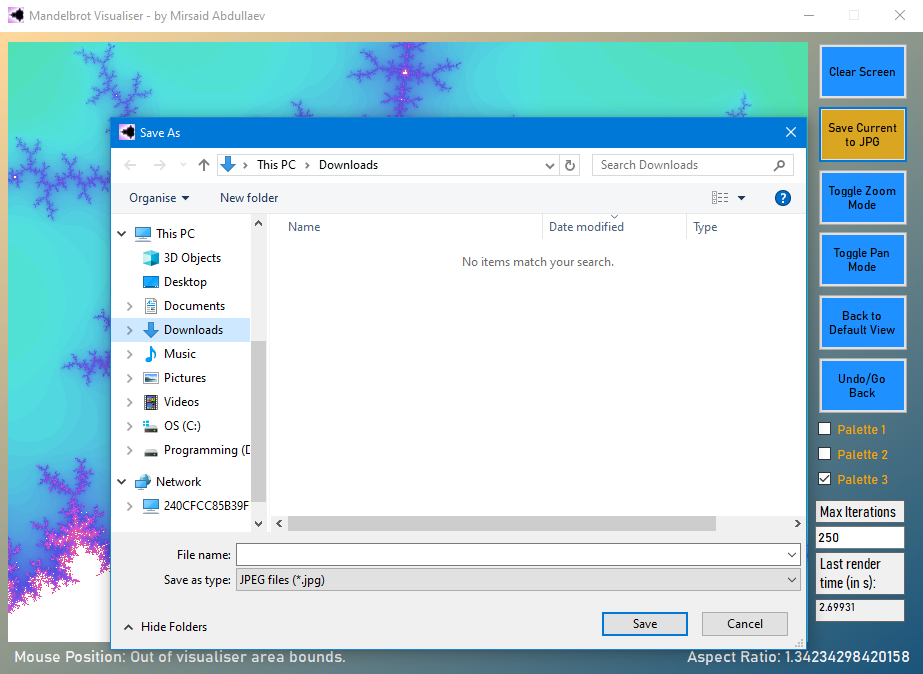 Mandelbrot Visualiser - by Mirsaid Abdullaev
Clear Screen
Save Current
to JPG
Toggle Zoom
Mode
Toggle Pan
Mode
Back to
Default View
Undo/Go
Back
Palette 1
Palette 2
Palette 3
Max Iterations
250
Last render
time (in s):
2.69931
Save As
This PC > Downloads
Search Downloads
Organise
New folder
?
This PC
3D Objects
Desktop
Documents
Downloads
Music
Pictures
Videos
OS (C:)
Programming (D
Network
240CFCC85B39F
Name
Date modified
Type
No items match your search.
File name:
Save as type:
JPEG files (*.jpg)
Hide Folders
Save
Cancel
Mouse Position: Out of visualiser area bounds.
Aspect Ratio: 1.34234298420158